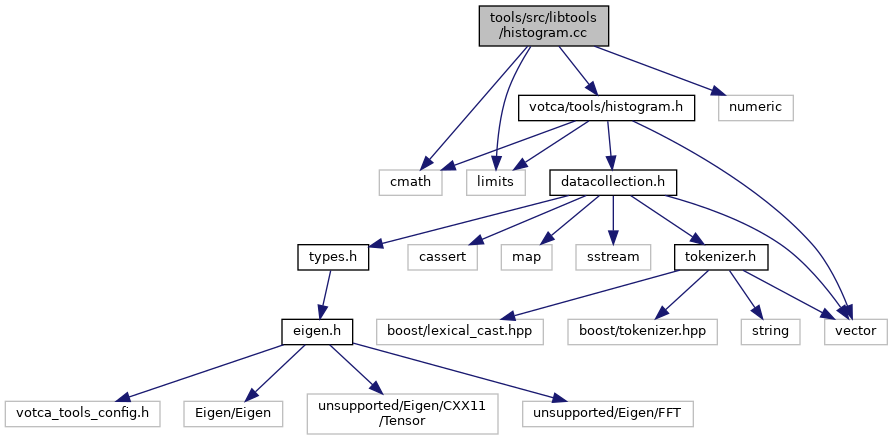 tools/src/libtools
/histogram.cc
votca/tools/histogram.h
numeric
cmath
limits
datacollection.h
types.h
cassert
map
sstream
tokenizer.h
eigen.h
boost/lexical_cast.hpp
boost/tokenizer.hpp
string
vector
votca_tools_config.h
Eigen/Eigen
unsupported/Eigen/CXX11
/Tensor
unsupported/Eigen/FFT